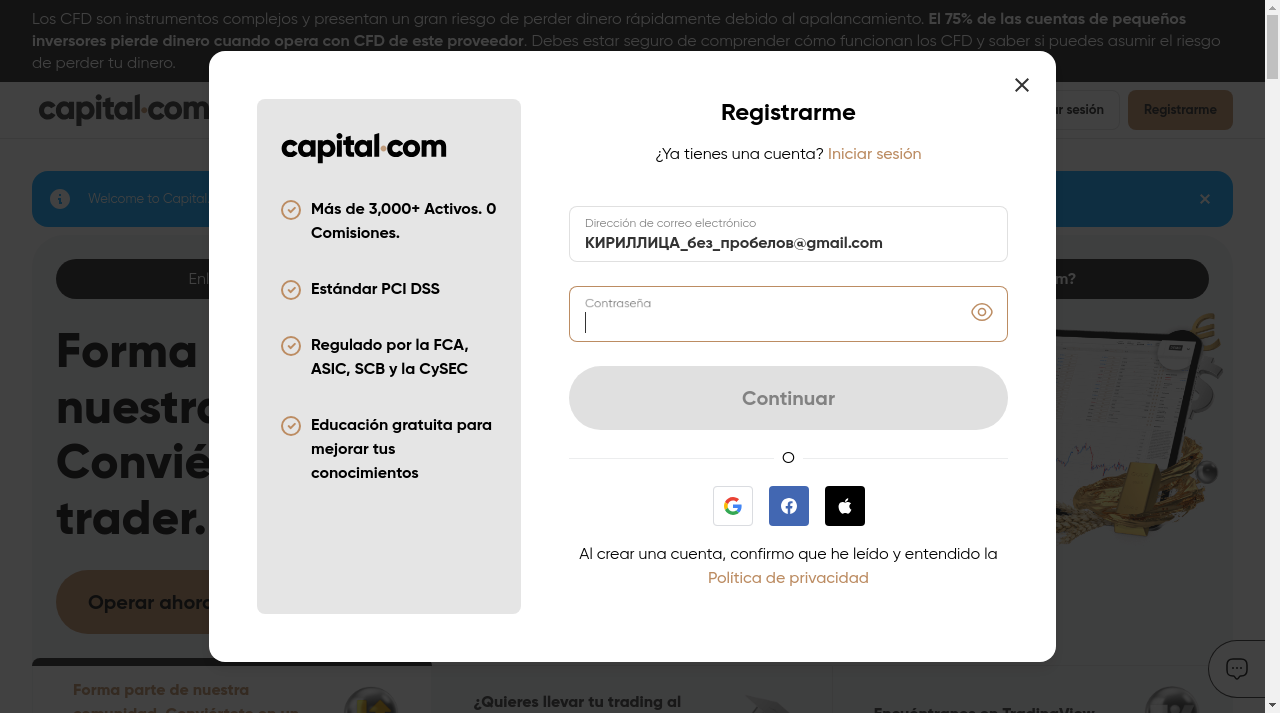 Los CFD son instrumentos complejos y presentan un gran riesgo de perder dinero rápidamente debido al apalancamiento. El 75% de las cuentas de pequeños
inversores pierde dinero cuando opera con CFD de este proveedor. Debes estar seguro de comprender cómo funcionan los CFD y saber si puedes asumir el riesgo
de perder tu dinero.
capital.com
sesión
Registrarme
Welcome to Capital
Forma
Convié
trader.
Operar ahora
Forma parte de nuestra
¿Quieres llevar tu trading al
Encuéntranos en TradingView
capital.com
Más de 3,000+ Activos. 0
Comisiones.
Estándar PCI DSS
Regulado por la FCA,
ASIC, SCB y la CySEC
Educación gratuita para
mejorar tus
conocimientos
Registrarme
¿Ya tienes una cuenta? Iniciar sesión
Dirección de correo electrónico
КИРИЛЛИЦА_без_пробелов@gmail.com
Contraseña
Continuar
O
Al crear una cuenta, confirmo que he leído y entendido la
Política de privacidad